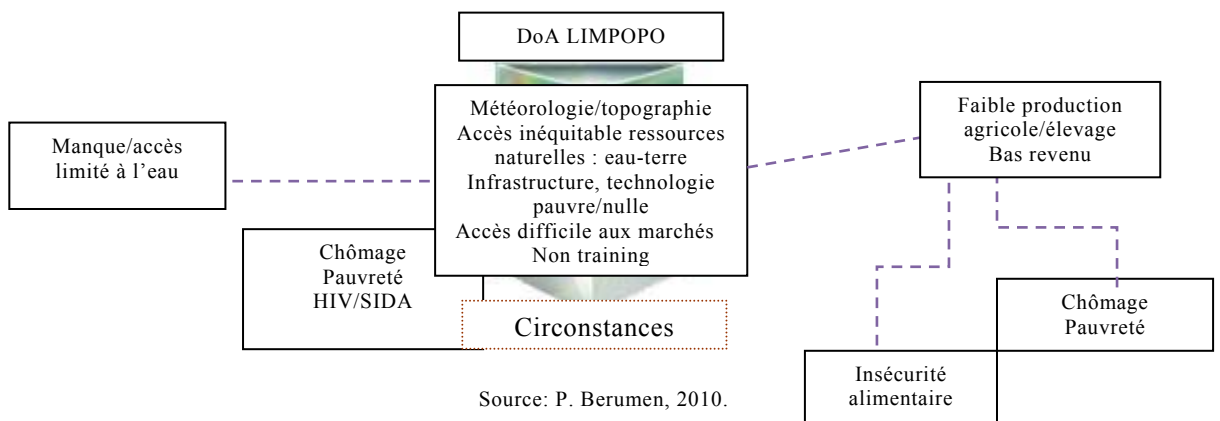 DoA LIMPOPO
Météorologie/topographie
Accès inéquitable ressources
naturelles : eau-terre
Infrastructure, technologie
pauvre/nulle
Accès difficile aux marchés
Non training
Manque/accès
limité à l’eau
Chômage
Pauvreté
HIV/SIDA
Circonstances
Faible production
agricole/élevage
Bas revenu
Chômage
Pauvreté
Insécurité
alimentaire
Source: P. Berumen, 2010.